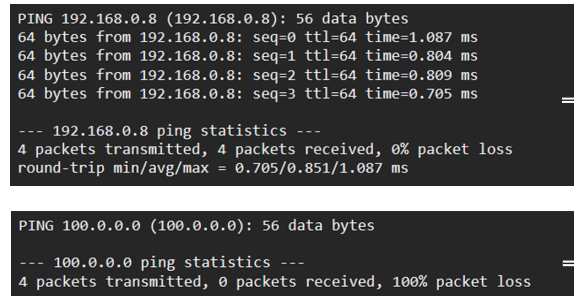 PING 192.168.0.8 (192.168.0.8): 56 data bytes
64 bytes from 192.168.0.8: seq=0 ttl=64 time=1.087 ms
64 bytes from 192.168.0.8: seq=1 ttl=64 time=0.804 ms
64 bytes from 192.168.0.8: seq=2 ttl=64 time=0.809 ms
64 bytes from 192.168.0.8: seq=3 ttl=64 time=0.705 ms
--- 192.168.0.8 ping statistics ---
4 packets transmitted, 4 packets received, 0% packet loss
round-trip min/avg/max = 0.705/0.851/1.087 ms
PING 100.0.0.0 (100.0.0.0): 56 data bytes
--- 100.0.0.0 ping statistics ---
4 packets transmitted, 0 packets received, 100% packet loss